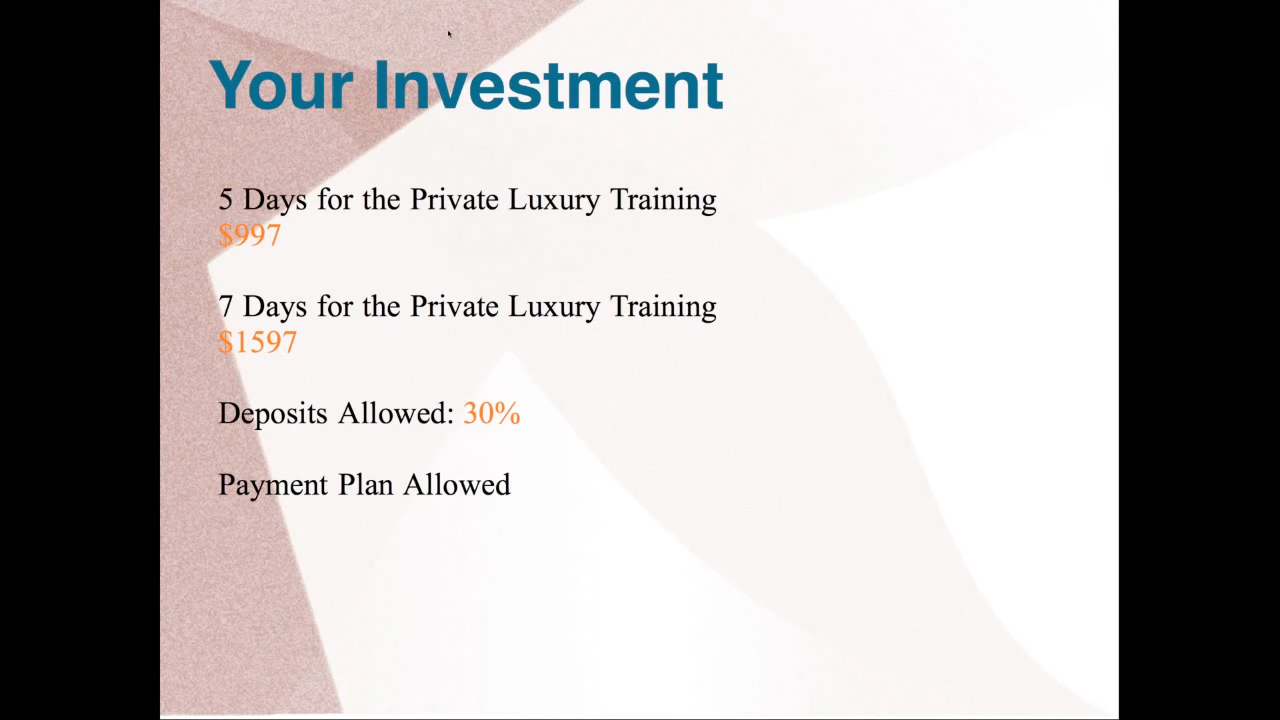 Your Investment
5 Days for the Private Luxury Training
$997
7 Days for the Private Luxury Training
$1597
Deposits Allowed: 30%
Payment Plan Allowed